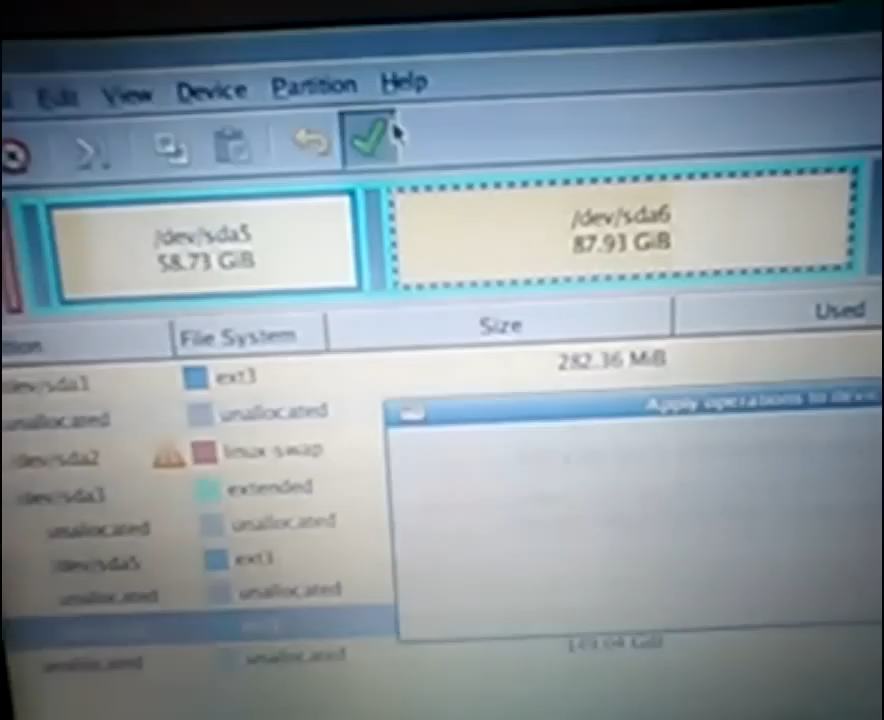 Edit View Device Partition Help
/dev/sda5
58.73 GiB
/dev/sda6
87.93 GiB
File System Size Used
/dev/sda1 ext3 282.36 MiB
unallocated unallocated
/dev/sda2 linux-swap
/dev/sda3 extended
unallocated unallocated
/dev/sda5 ext3
unallocated unallocated
unallocated unallocated
Apply operations to